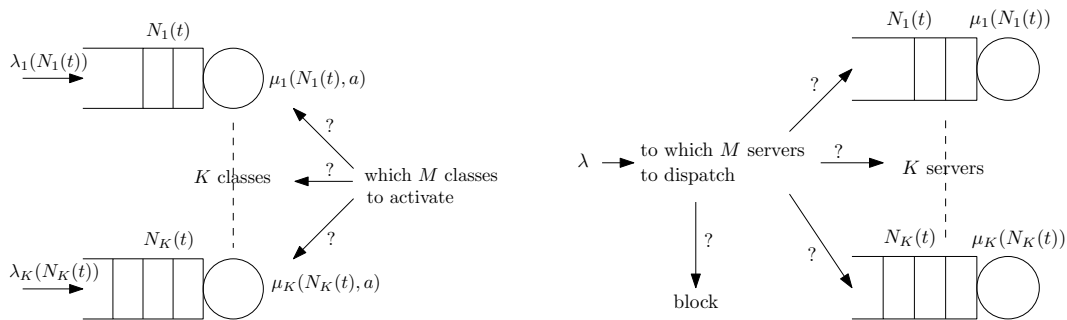 N_1(t)
λ_1(N_1(t))
μ_1(N_1(t), a)
?
K classes
?
which M classes
to activate
?
N_K(t)
λ_K(N_K(t))
μ_K(N_K(t), a)
N_1(t)
μ_1(N_1(t))
?
λ
to which M servers
to dispatch
?
K servers
?
?
block
N_K(t)
μ_K(N_K(t))